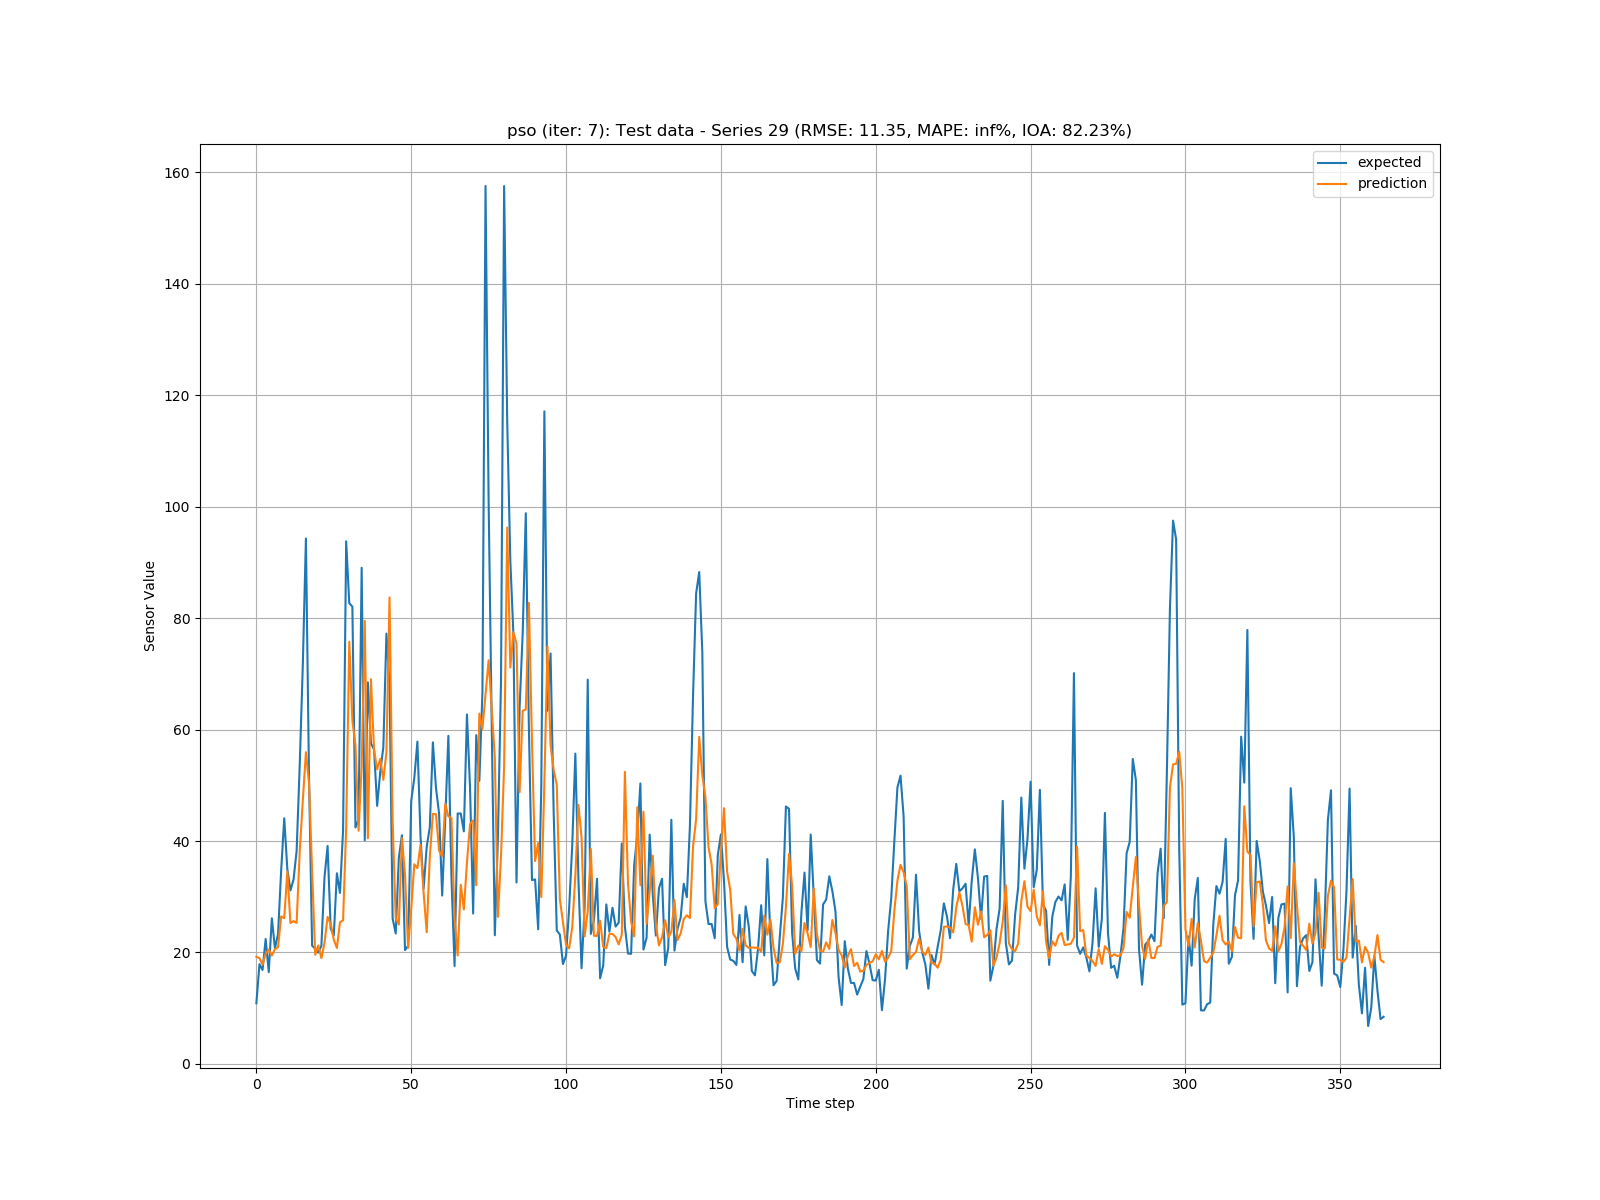 pso (iter: 7): Test data - Series 29 (RMSE: 11.35, MAPE: inf%, IOA: 82.23%)
expected
prediction
160
140
120
100
80
60
40
20
0
Sensor Value
0 50 100 150 200 250 300 350
Time step